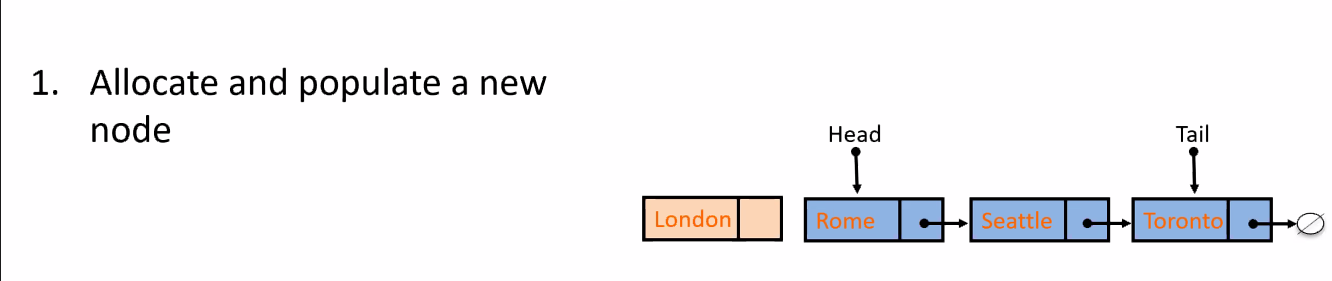 1. Allocate and populate a new
node
Head
Tail
London
Rome
Seattle
Toronto